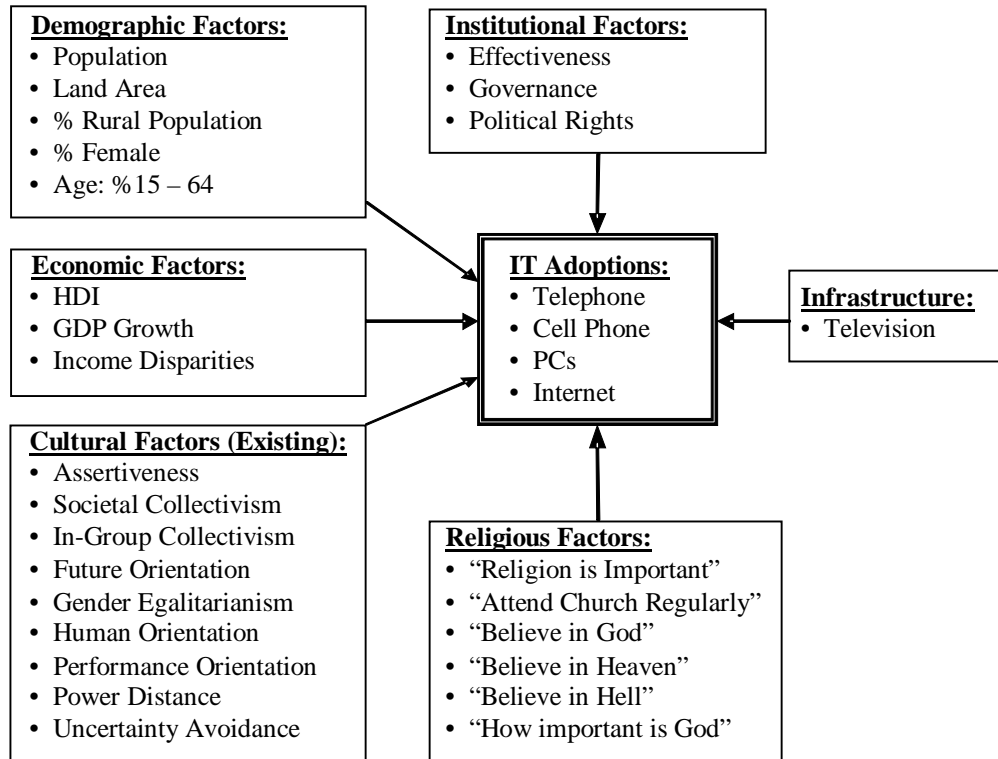 Demographic Factors:
• Population
• Land Area
• % Rural Population
• % Female
• Age: %15 – 64
Institutional Factors:
• Effectiveness
• Governance
• Political Rights
Economic Factors:
• HDI
• GDP Growth
• Income Disparities
IT Adoptions:
• Telephone
• Cell Phone
• PCs
• Internet
Infrastructure:
• Television
Cultural Factors (Existing):
• Assertiveness
• Societal Collectivism
• In-Group Collectivism
• Future Orientation
• Gender Egalitarianism
• Human Orientation
• Performance Orientation
• Power Distance
• Uncertainty Avoidance
Religious Factors:
• “Religion is Important”
• “Attend Church Regularly”
• “Believe in God”
• “Believe in Heaven”
• “Believe in Hell”
• “How important is God”